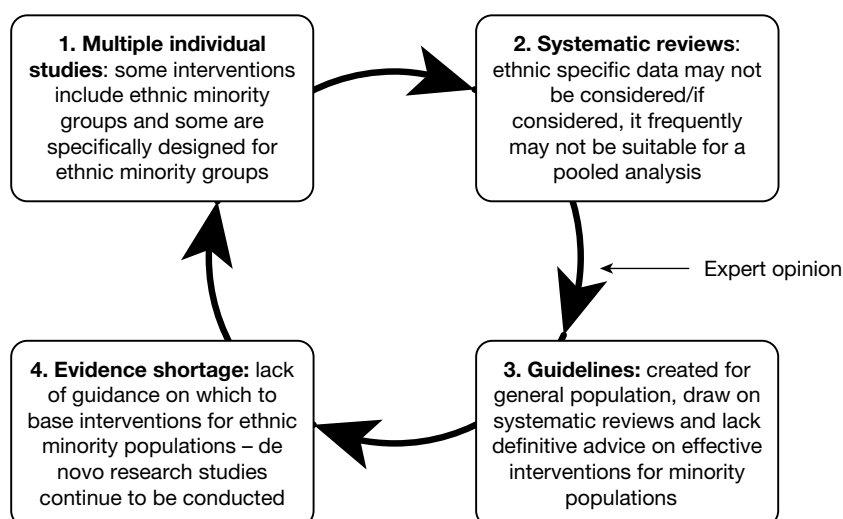 1. Multiple individual
studies: some interventions
include ethnic minority
groups and some are
specifically designed for
ethnic minority groups
2. Systematic reviews:
ethnic specific data may not
be considered/if
considered, it frequently
may not be suitable for a
pooled analysis
Expert opinion
3. Guidelines: created for
general population, draw on
systematic reviews and lack
definitive advice on effective
interventions for minority
populations
4. Evidence shortage: lack
of guidance on which to
base interventions for ethnic
minority populations – de
novo research studies
continue to be conducted